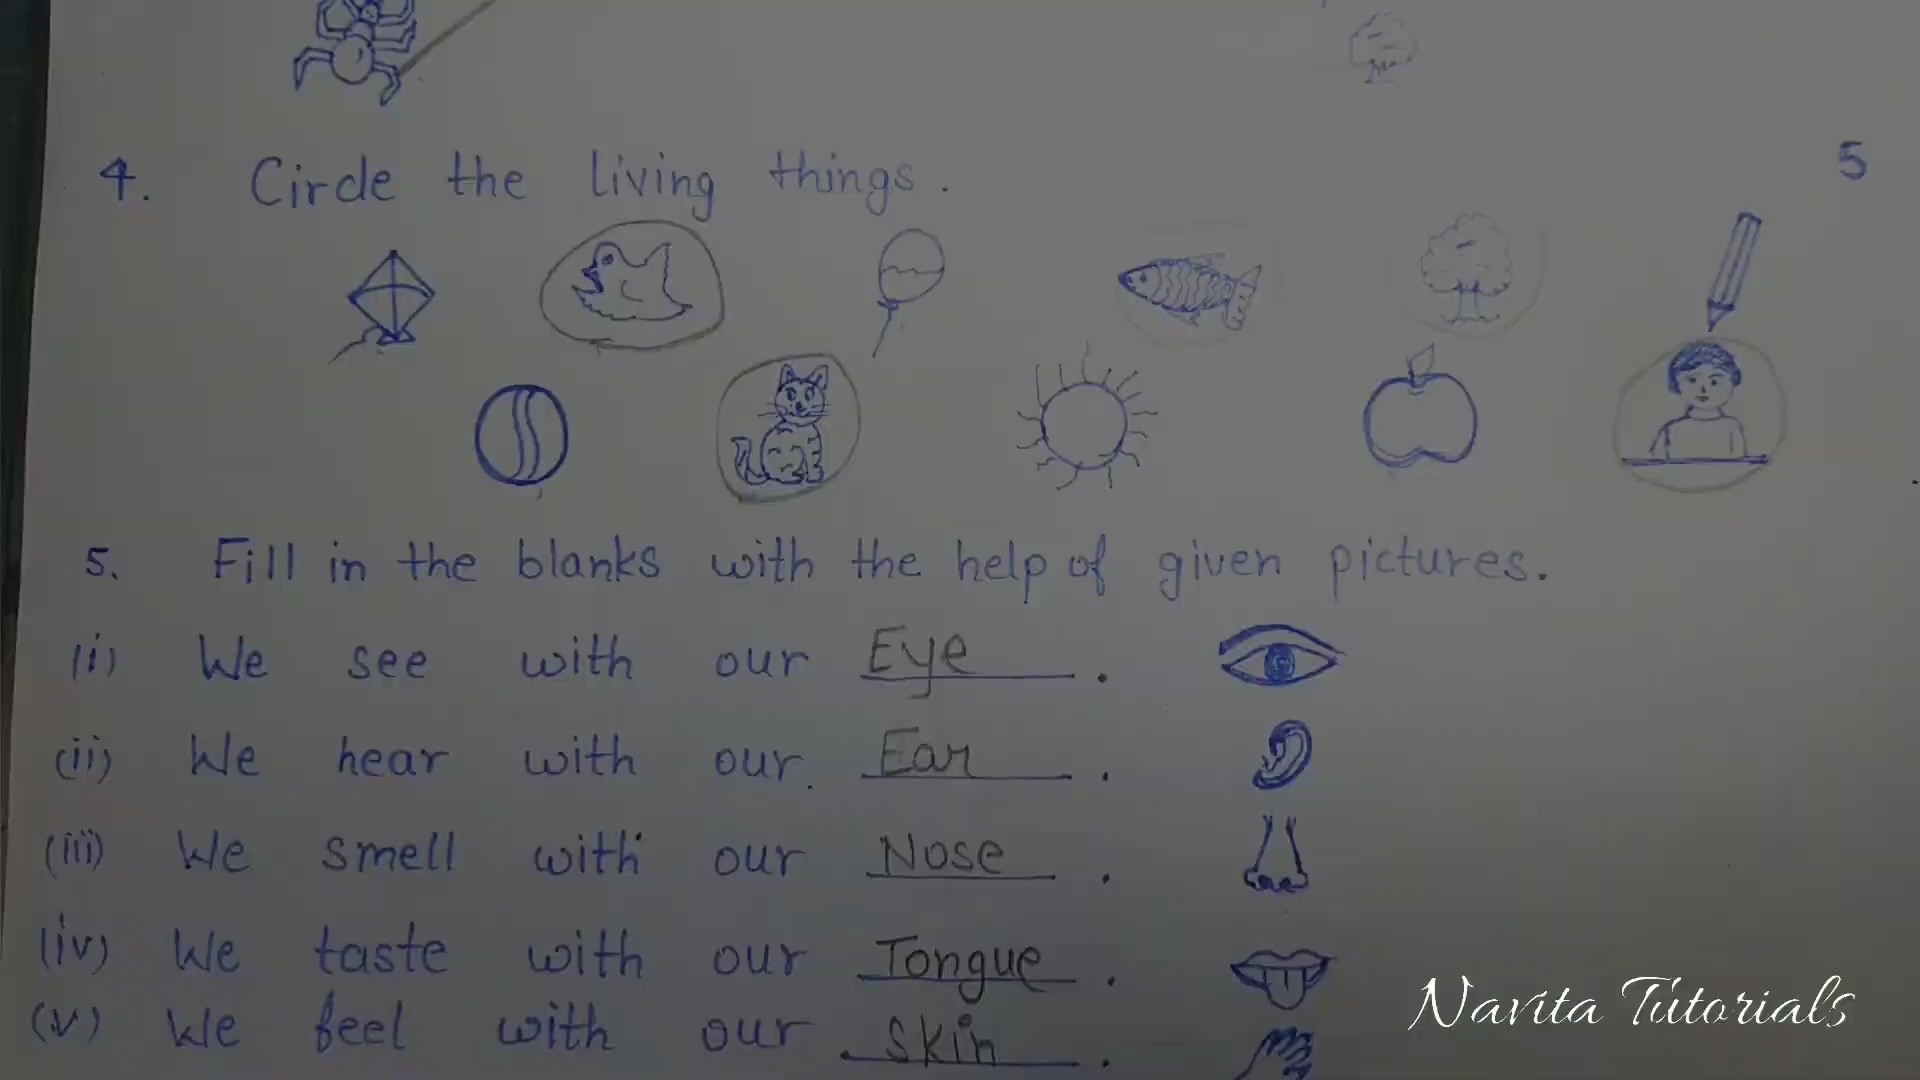 4. Circle the living things. 5
5. Fill in the blanks with the help of given pictures.
(i) We see with our Eye.
(ii) We hear with our Ear.
(iii) We smell with our Nose.
(iv) We taste with our Tongue.
(v) We feel with our Skin.
Navita Tutorials